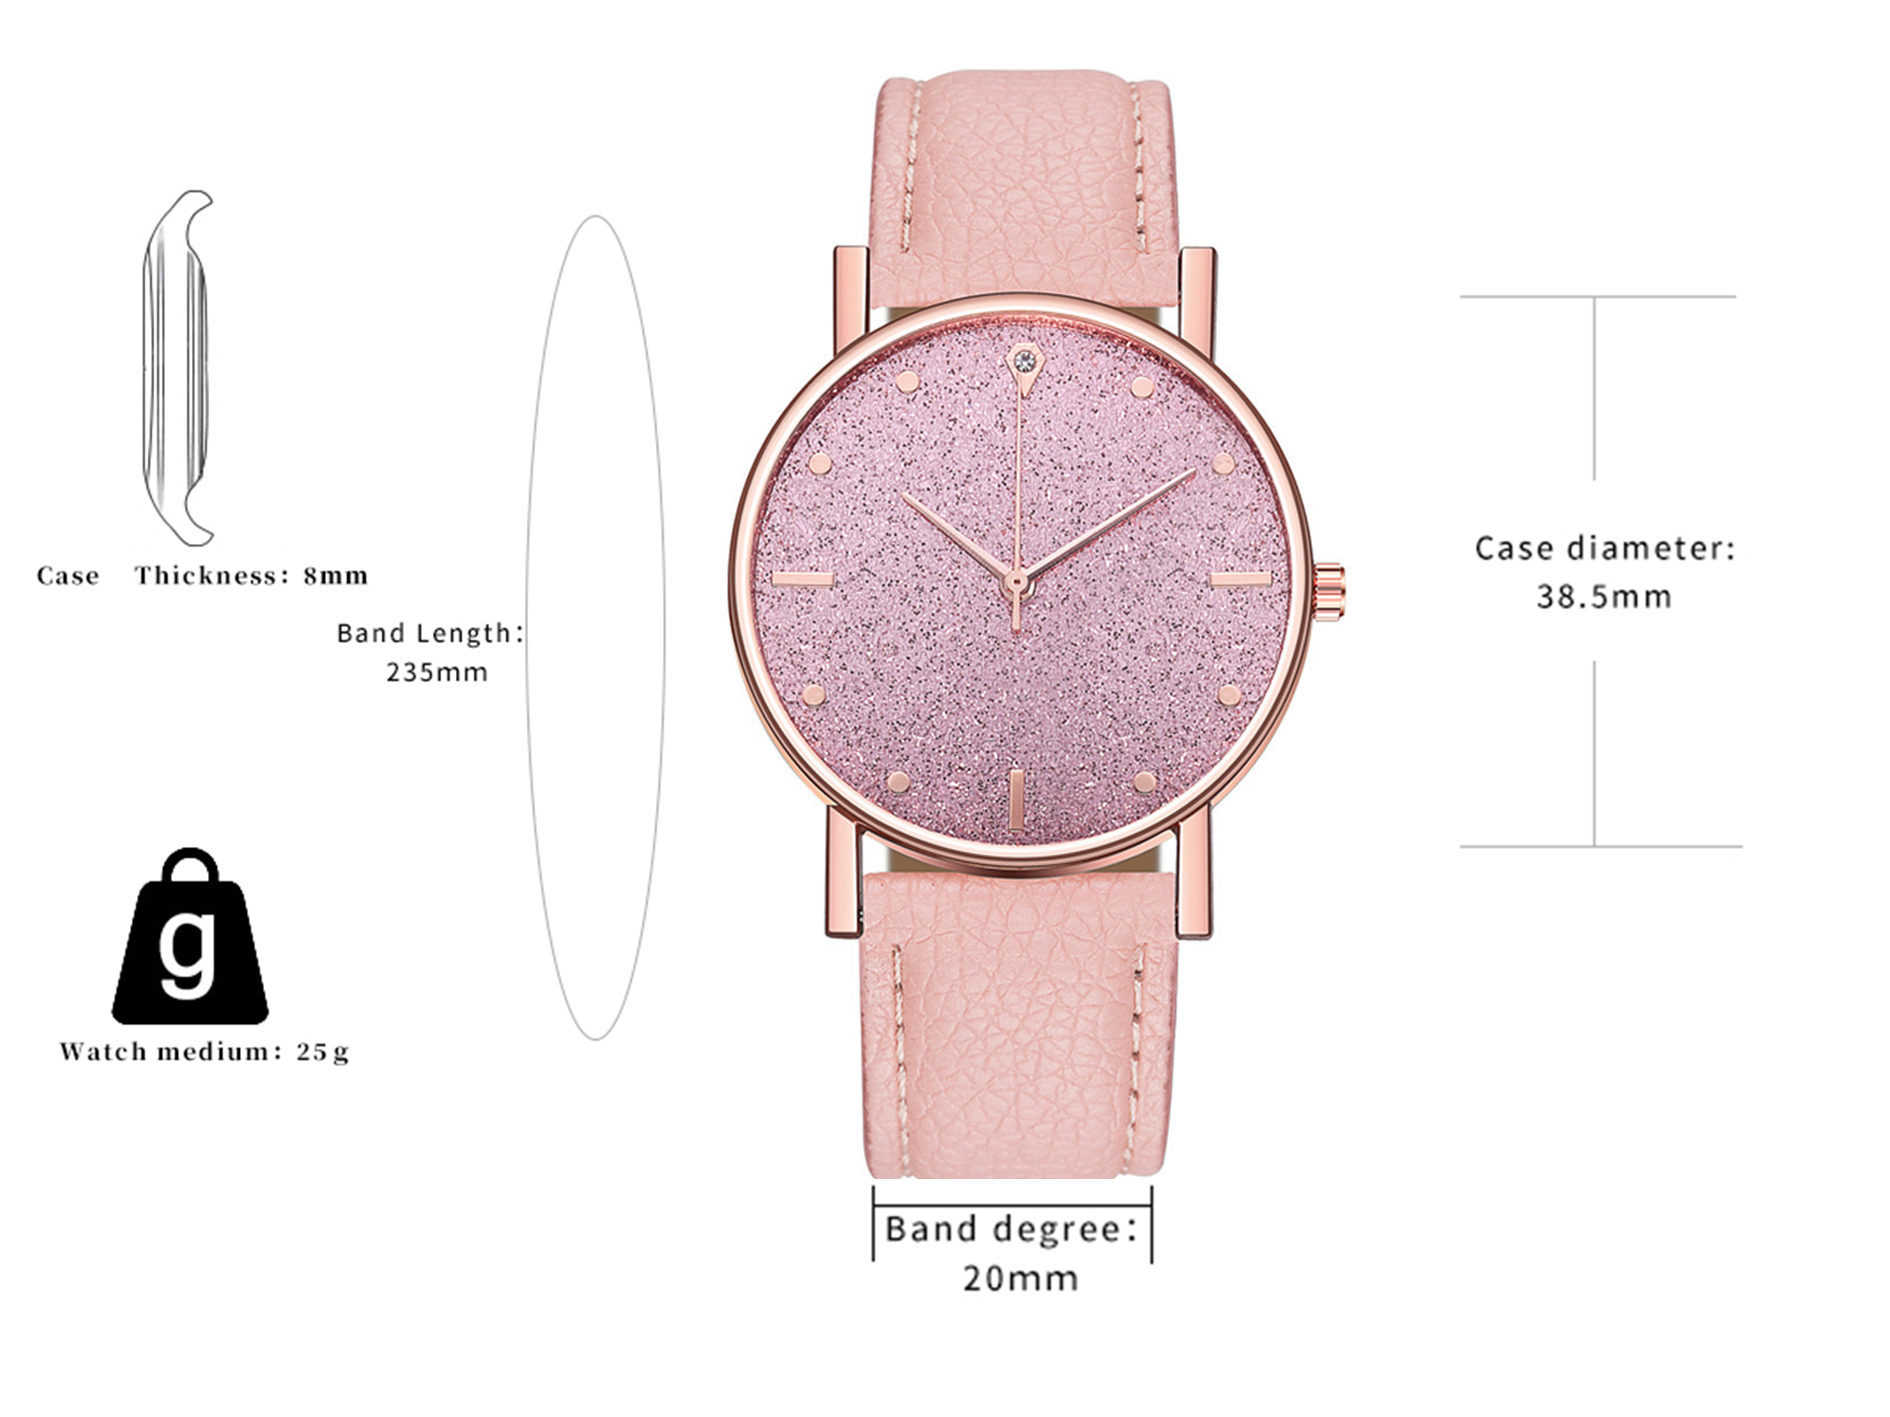 Case Thickness: 8mm
Band Length:
235mm
g
Watch medium: 25g
Case diameter:
38.5mm
Band degree:
20mm